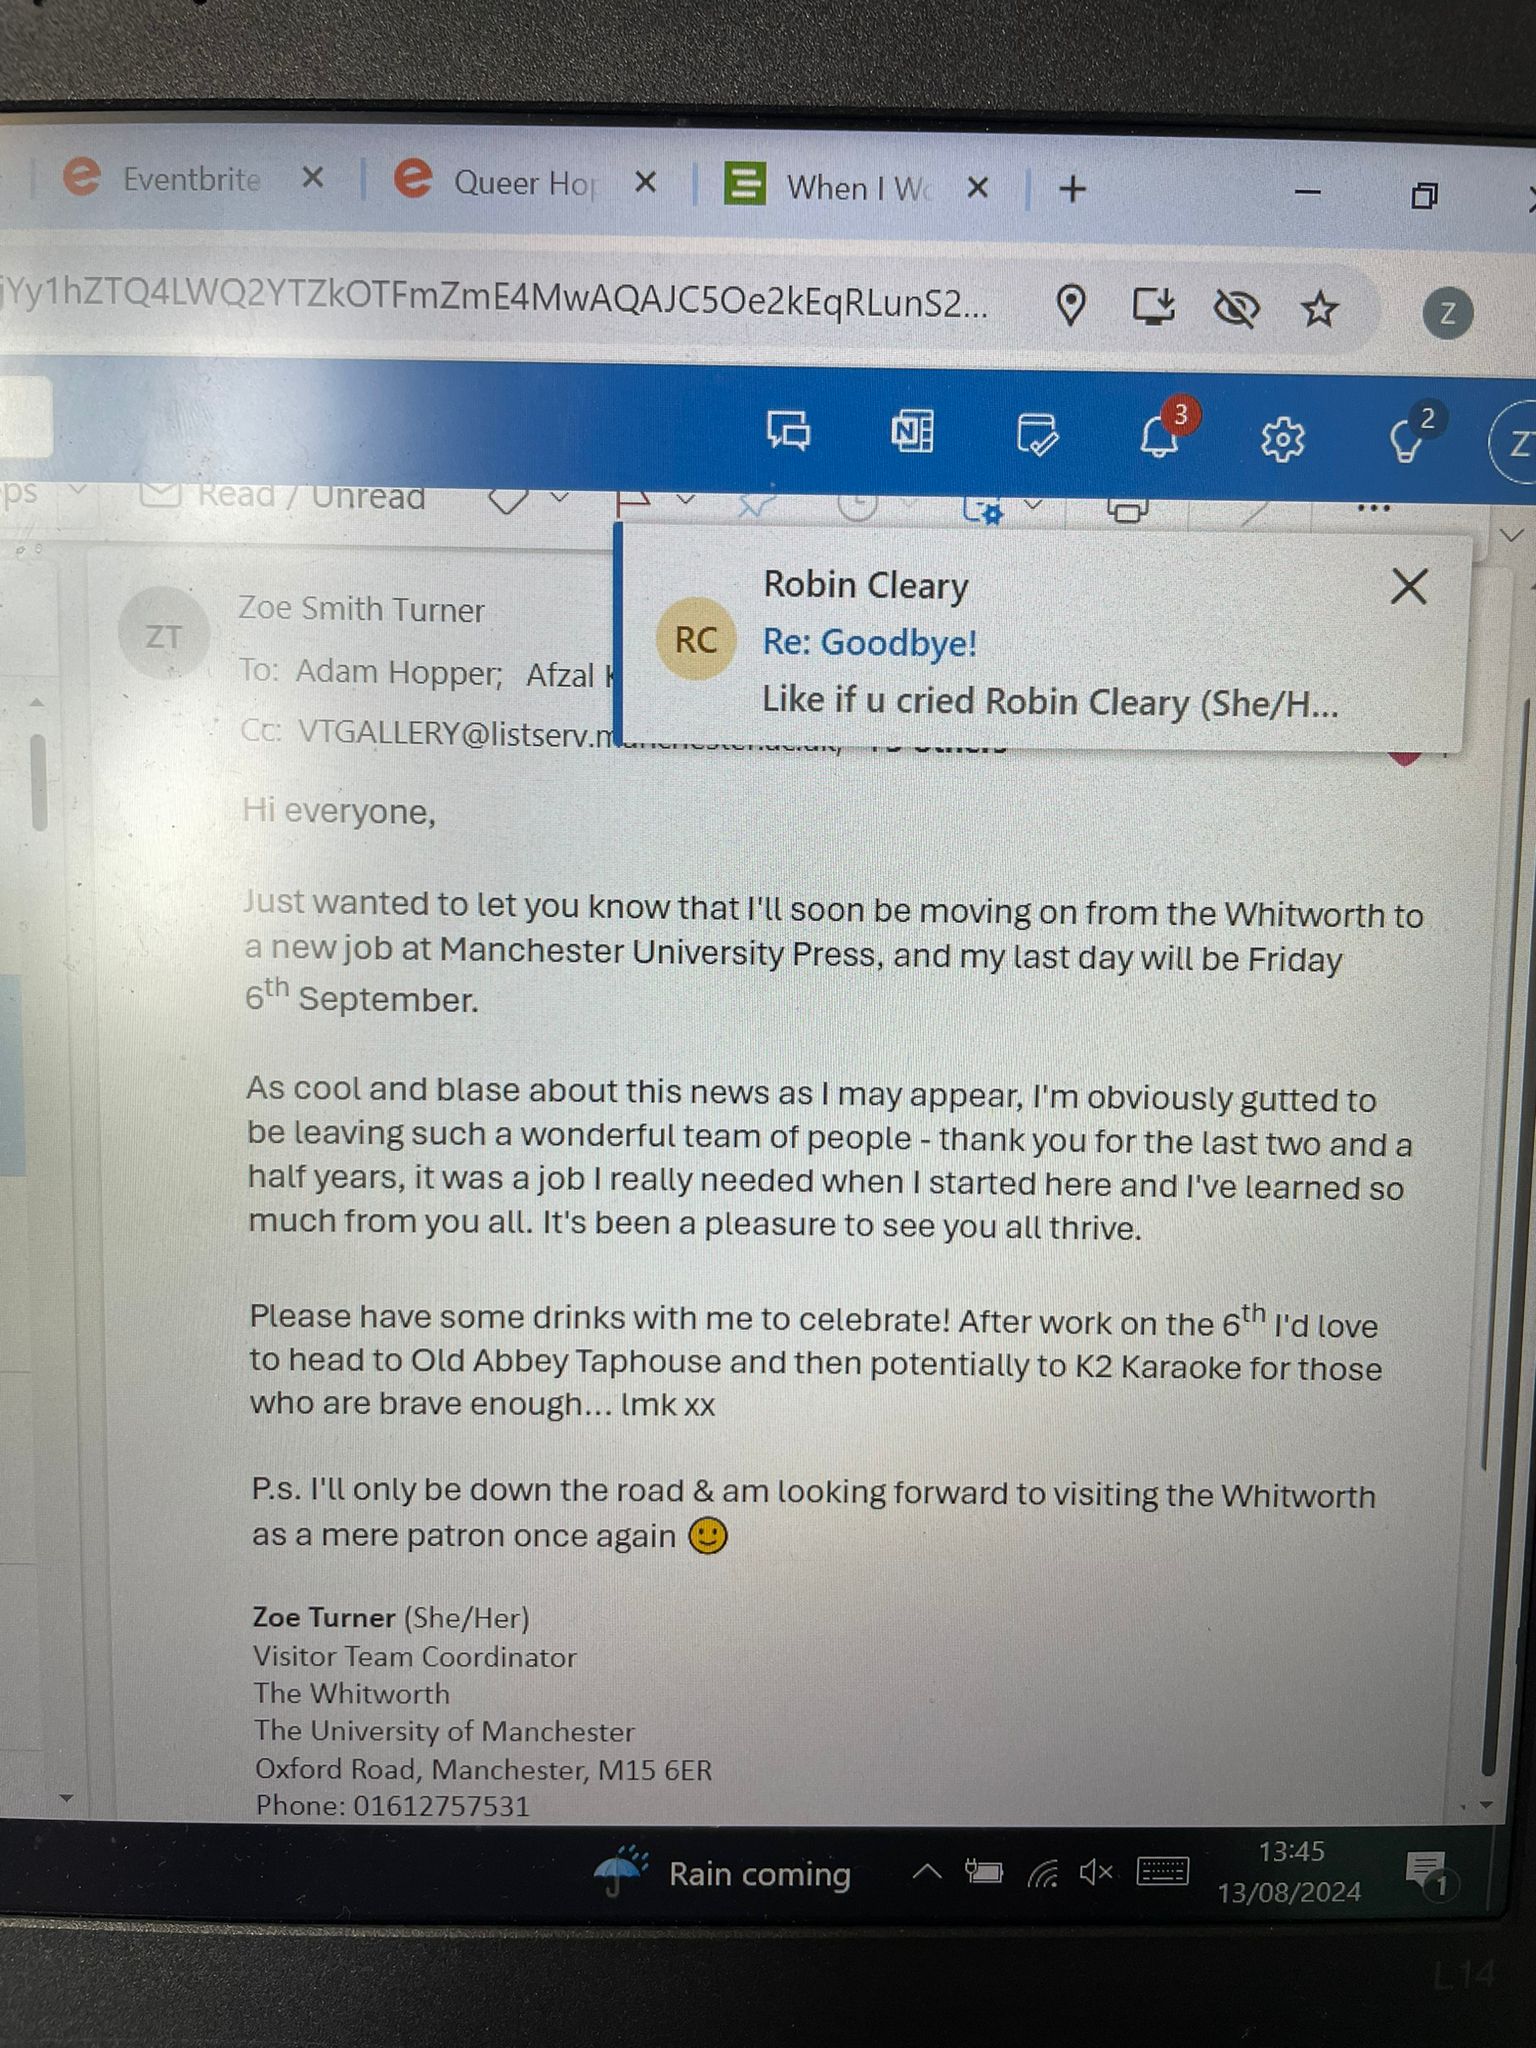 Eventbrite
Queer Hop
When I Wo
jYy1hZTQ4LWQ2YTZkOTFmZmE4MwAQAJC5Oe2kEqRLunS2...
Z
N
3
2
ps
Read / Unread
ZT
Zoe Smith Turner
To: Adam Hopper; Afzal
Cc: VTGALLERY@listserv.manchester.ac.uk;
RC
Robin Cleary
Re: Goodbye!
Like if u cried Robin Cleary (She/H...
Hi everyone,
Just wanted to let you know that I'll soon be moving on from the Whitworth to
a new job at Manchester University Press, and my last day will be Friday
6th September.
As cool and blase about this news as I may appear, I'm obviously gutted to
be leaving such a wonderful team of people - thank you for the last two and a
half years, it was a job I really needed when I started here and I've learned so
much from you all. It's been a pleasure to see you all thrive.
Please have some drinks with me to celebrate! After work on the 6th I'd love
to head to Old Abbey Taphouse and then potentially to K2 Karaoke for those
who are brave enough... lmk xx
P.s. I'll only be down the road & am looking forward to visiting the Whitworth
as a mere patron once again 🙂
Zoe Turner (She/Her)
Visitor Team Coordinator
The Whitworth
The University of Manchester
Oxford Road, Manchester, M15 6ER
Phone: 01612757531
Rain coming
13:45
13/08/2024
1
L14